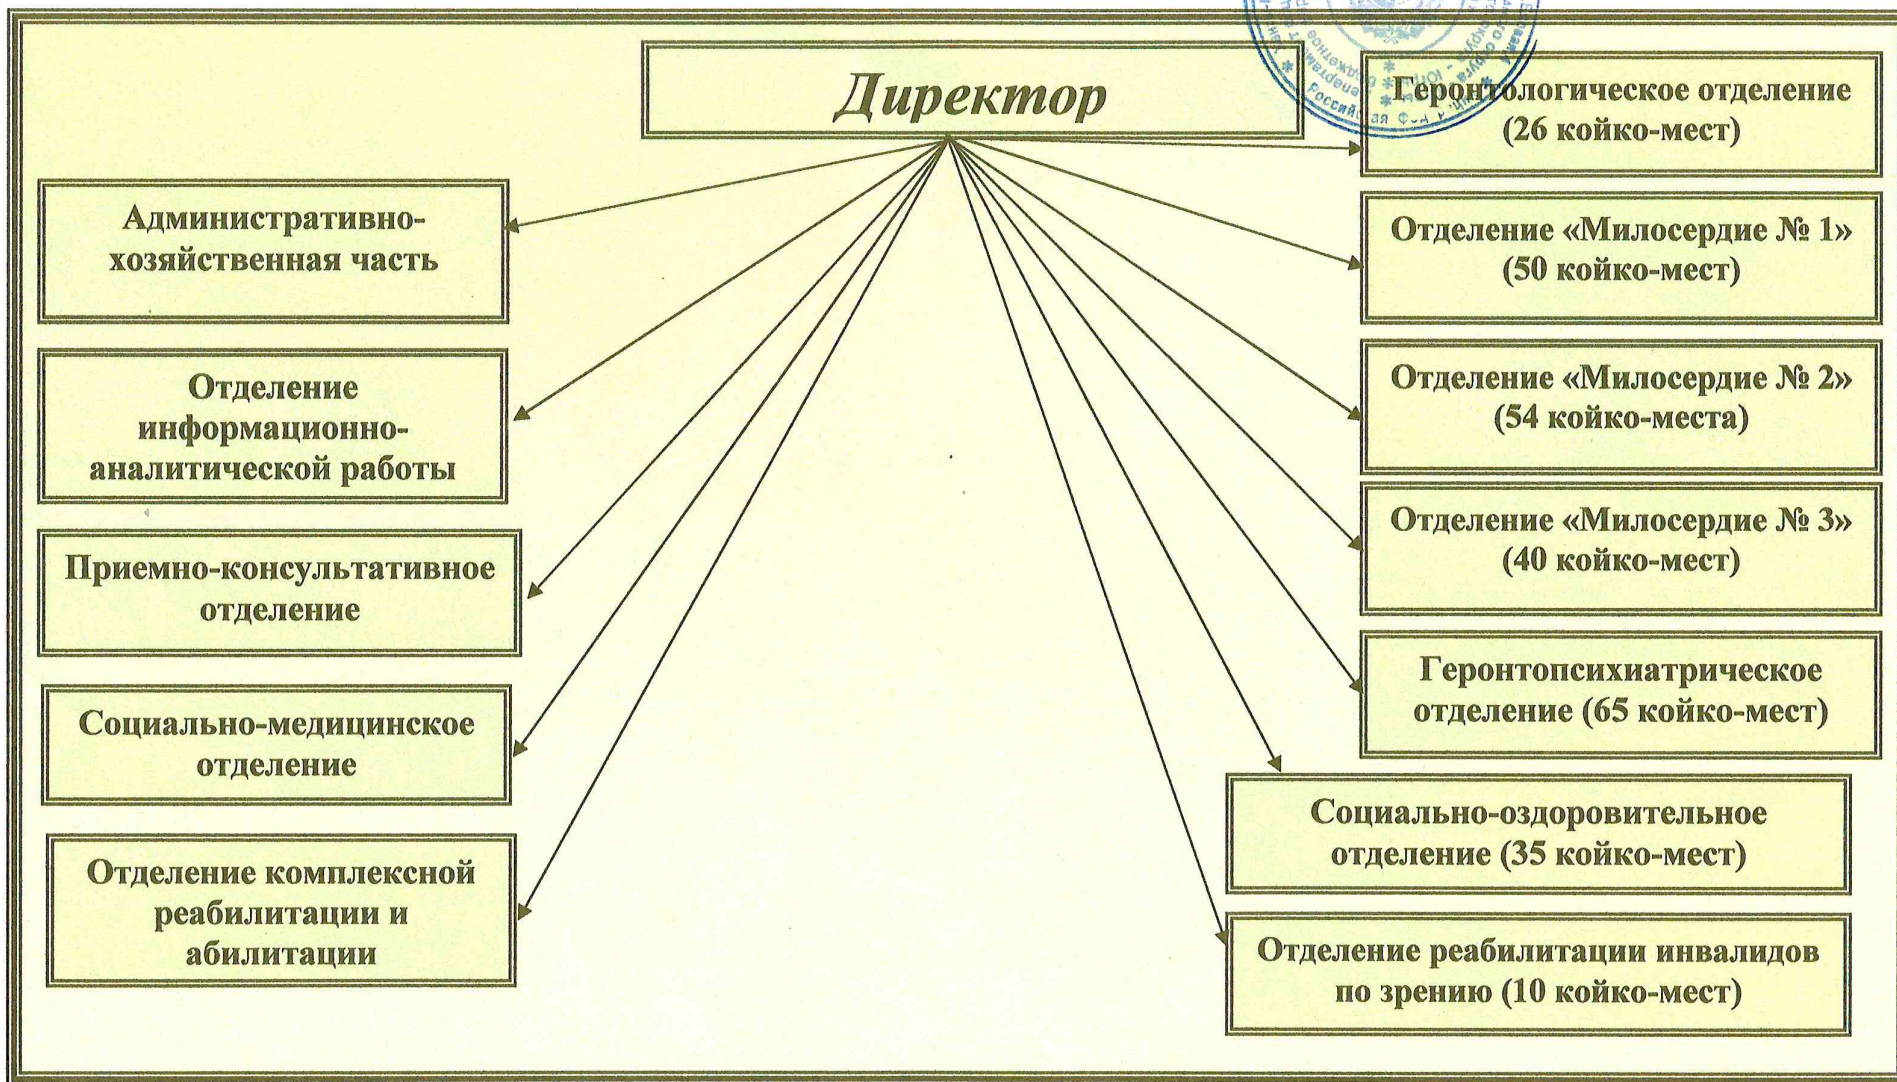 Директор
Административно-
хозяйственная часть
Отделение
информационно-
аналитической работы
Приемно-консультативное
отделение
Социально-медицинское
отделение
Отделение комплексной
реабилитации и
абилитации
Геронтологическое отделение
(26 койко-мест)
Отделение «Милосердие № 1»
(50 койко-мест)
Отделение «Милосердие № 2»
(54 койко-места)
Отделение «Милосердие № 3»
(40 койко-мест)
Геронтопсихиатрическое
отделение (65 койко-мест)
Социально-оздоровительное
отделение (35 койко-мест)
Отделение реабилитации инвалидов
по зрению (10 койко-мест)